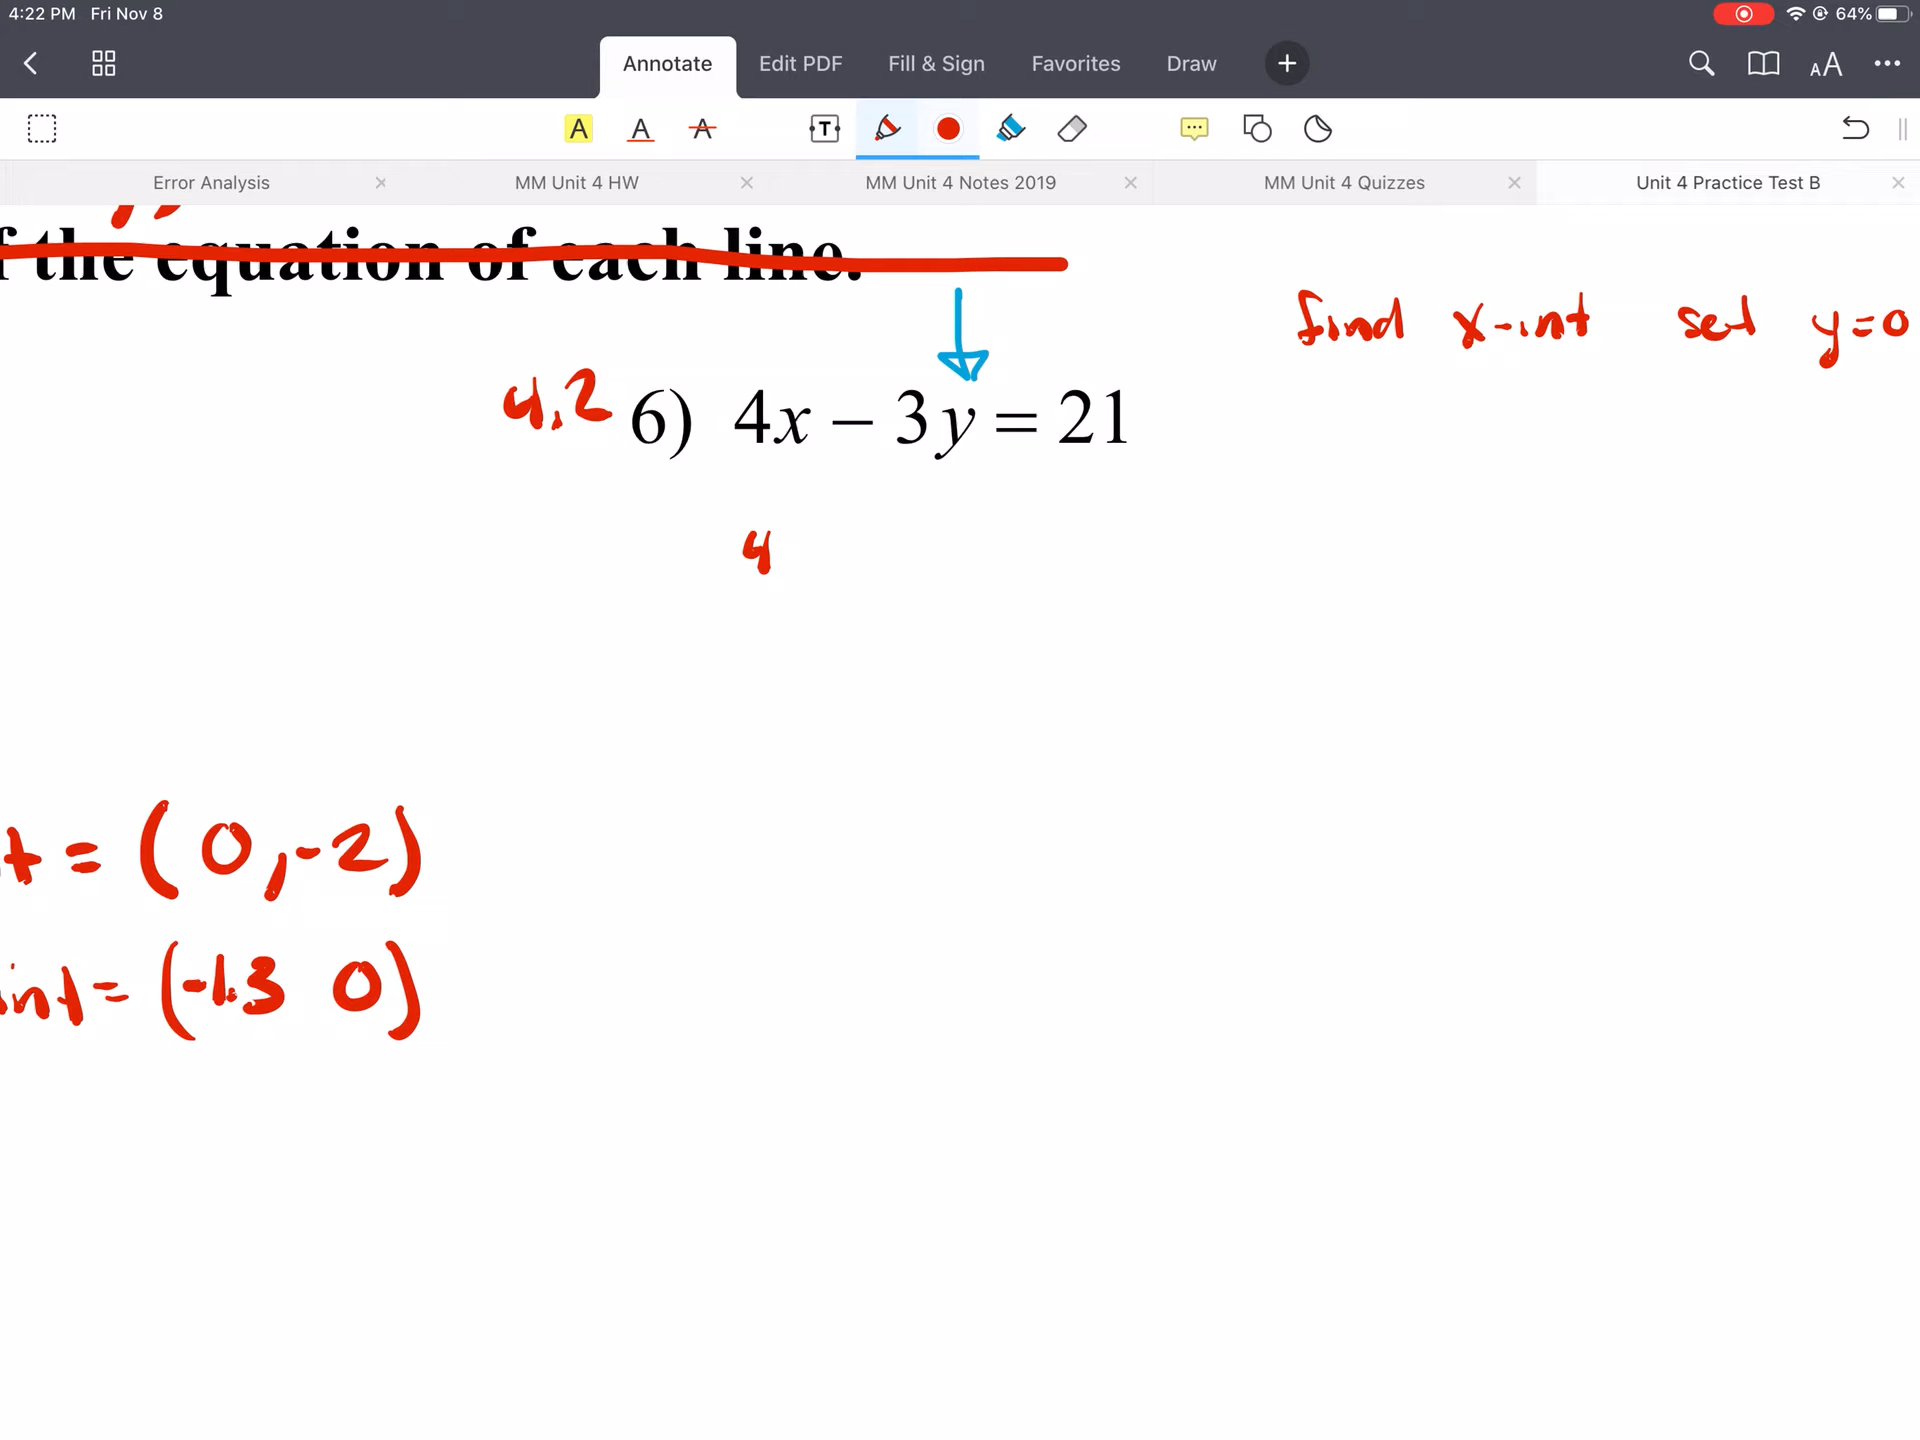 4:22 PM Fri Nov 8
64%
Annotate Edit PDF Fill & Sign Favorites Draw
A A A T
AA
Error Analysis MM Unit 4 HW MM Unit 4 Notes 2019 MM Unit 4 Quizzes Unit 4 Practice Test B
f the equation of each line.
find x-int set y=0
4.2 6) 4x − 3y = 21
4
t = (0,-2)
int = (-1.3 0)